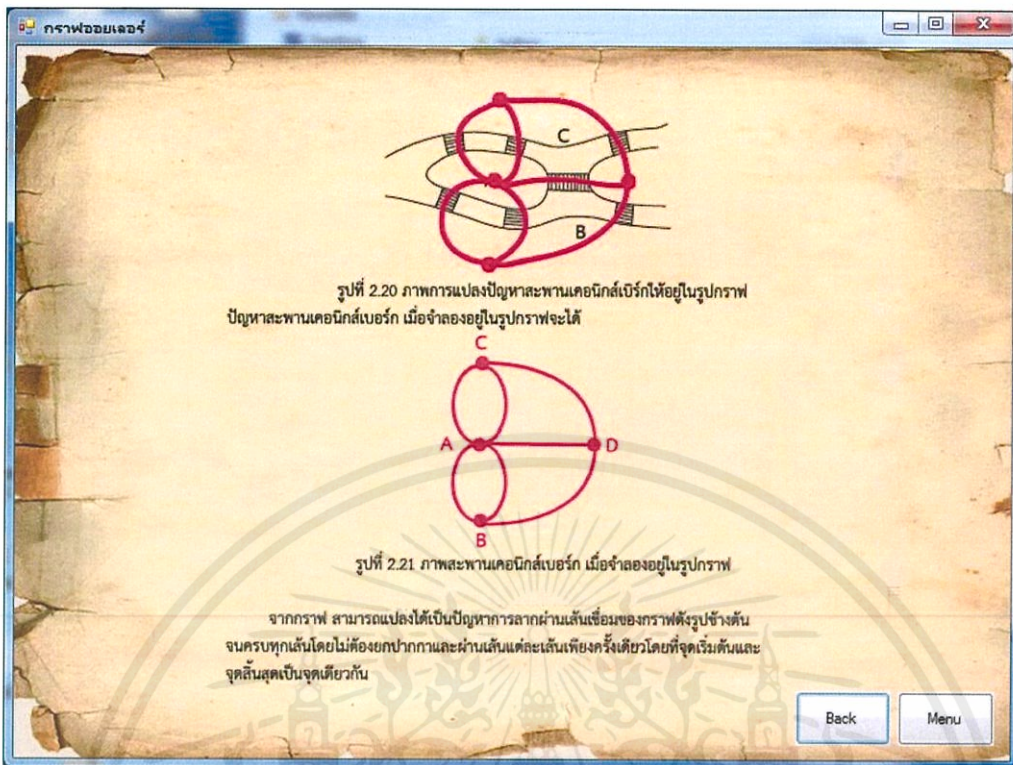 กราฟออยเลอร์
C
B
รูปที่ 2.20 ภาพการแปลงปัญหาสะพานเคอนิกส์เบิร์กให้อยู่ในรูปกราฟ
ปัญหาสะพานเคอนิกส์เบอร์ก เมื่อจำลองอยู่ในรูปกราฟจะได้
C
A
D
B
รูปที่ 2.21 ภาพสะพานเคอนิกส์เบอร์ก เมื่อจำลองอยู่ในรูปกราฟ
จากกราฟ สามารถแปลงได้เป็นปัญหาการลากผ่านเส้นเชื่อมของกราฟดังรูปข้างต้น
จนครบทุกเส้นโดยไม่ต้องยกปากกาและผ่านเส้นแต่ละเส้นเพียงครั้งเดียวโดยที่จุดเริ่มต้นและ
จุดสิ้นสุดเป็นจุดเดียวกัน
Back
Menu